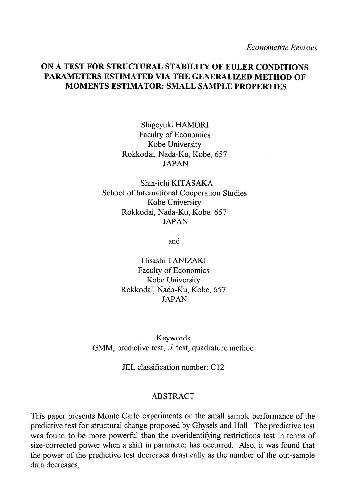 Econometric Reviews
ON A TEST FOR STRUCTURAL STABILITY OF EULER CONDITIONS
PARAMETERS ESTIMATED VIA THE GENERALIZED METHOD OF
MOMENTS ESTIMATOR: SMALL SAMPLE PROPERTIES
Shigeyuki HAMORI
Faculty of Economics
Kobe University
Rokkodai, Nada-Ku, Kobe, 657
JAPAN
Shin-ichi KITASAKA
School of International Cooperation Studies
Kobe University
Rokkodai, Nada-Ku, Kobe, 657
JAPAN
and
Hisashi TANIZAKI
Faculty of Economics
Kobe University
Rokkodai, Nada-Ku, Kobe, 657
JAPAN
Keywords
GMM, predictive test, J test, quadrature method
JEL classification number: C12
ABSTRACT
This paper presents Monte Carlo experiments on the small sample performance of the
predictive test for structural change proposed by Ghysels and Hall. The predictive test
was found to be more powerful than the overidentifying restrictions test in terms of
size-corrected power when a shift in parameter has occurred. Also, it was found that
the power of the predictive test decreases drastically as the number of the out-sample
data decreases.